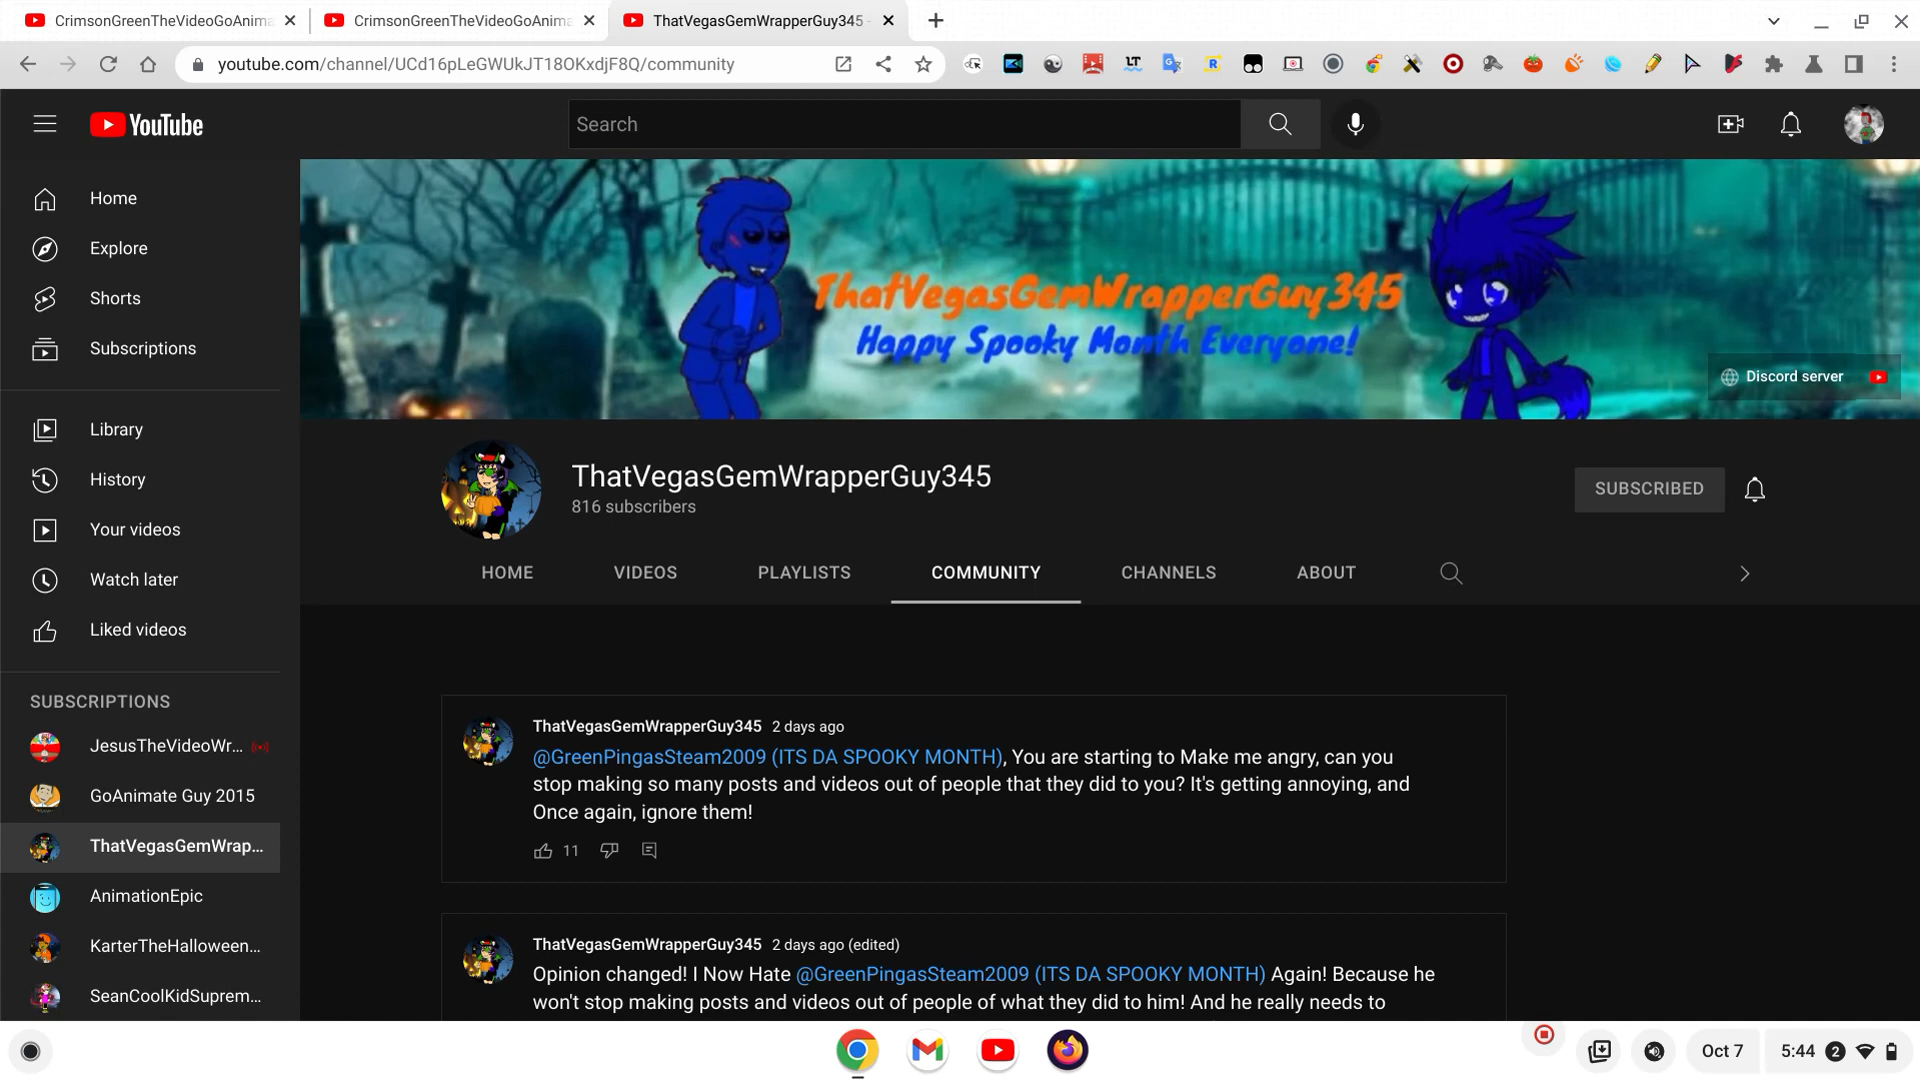 CrimsonGreenTheVideoGoAnima
CrimsonGreenTheVideoGoAnima
ThatVegasGemWrapperGuy345 -
youtube.com/channel/UCd16pLeGWUkJT18OKxdjF8Q/community
YouTube
Search
Home
Explore
Shorts
Subscriptions
Library
History
Your videos
Watch later
Liked videos
SUBSCRIPTIONS
JesusTheVideoWr...
GoAnimate Guy 2015
ThatVegasGemWrap...
AnimationEpic
KarterTheHalloween...
SeanCoolKidSuprem...
ThatVegasGemWrapperGuy345
Happy Spooky Month Everyone!
Discord server
ThatVegasGemWrapperGuy345
816 subscribers
SUBSCRIBED
HOME VIDEOS PLAYLISTS COMMUNITY CHANNELS ABOUT
ThatVegasGemWrapperGuy345 2 days ago
@GreenPingasSteam2009 (ITS DA SPOOKY MONTH), You are starting to Make me angry, can you
stop making so many posts and videos out of people that they did to you? It's getting annoying, and
Once again, ignore them!
11
ThatVegasGemWrapperGuy345 2 days ago (edited)
Opinion changed! I Now Hate @GreenPingasSteam2009 (ITS DA SPOOKY MONTH) Again! Because he
won't stop making posts and videos out of people of what they did to him! And he really needs to
Oct 7
5:44 2